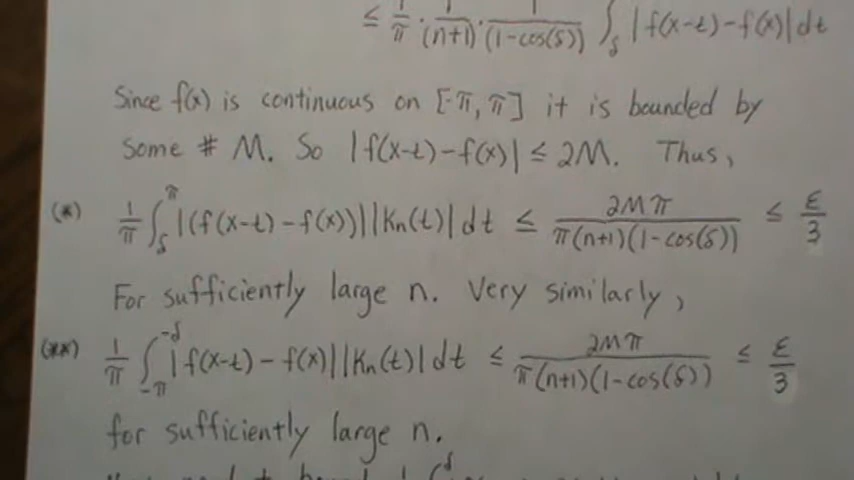 ≤ 1/π · 1/(n+1) · 1/(1-cos(δ)) ∫_δ |f(x-t)-f(x)|dt
Since f(x) is continuous on [-π, π] it is bounded by
some # M. So |f(x-t)-f(x)| ≤ 2M. Thus,
(*) 1/π ∫_δ^π |(f(x-t)-f(x))||Kn(t)|dt ≤ 2Mπ/(π(n+1)(1-cos(δ))) ≤ ε/3
For sufficiently large n. Very similarly,
(**) 1/π ∫_-π^-δ |f(x-t)-f(x)||Kn(t)|dt ≤ 2Mπ/(π(n+1)(1-cos(δ))) ≤ ε/3
for sufficiently large n.